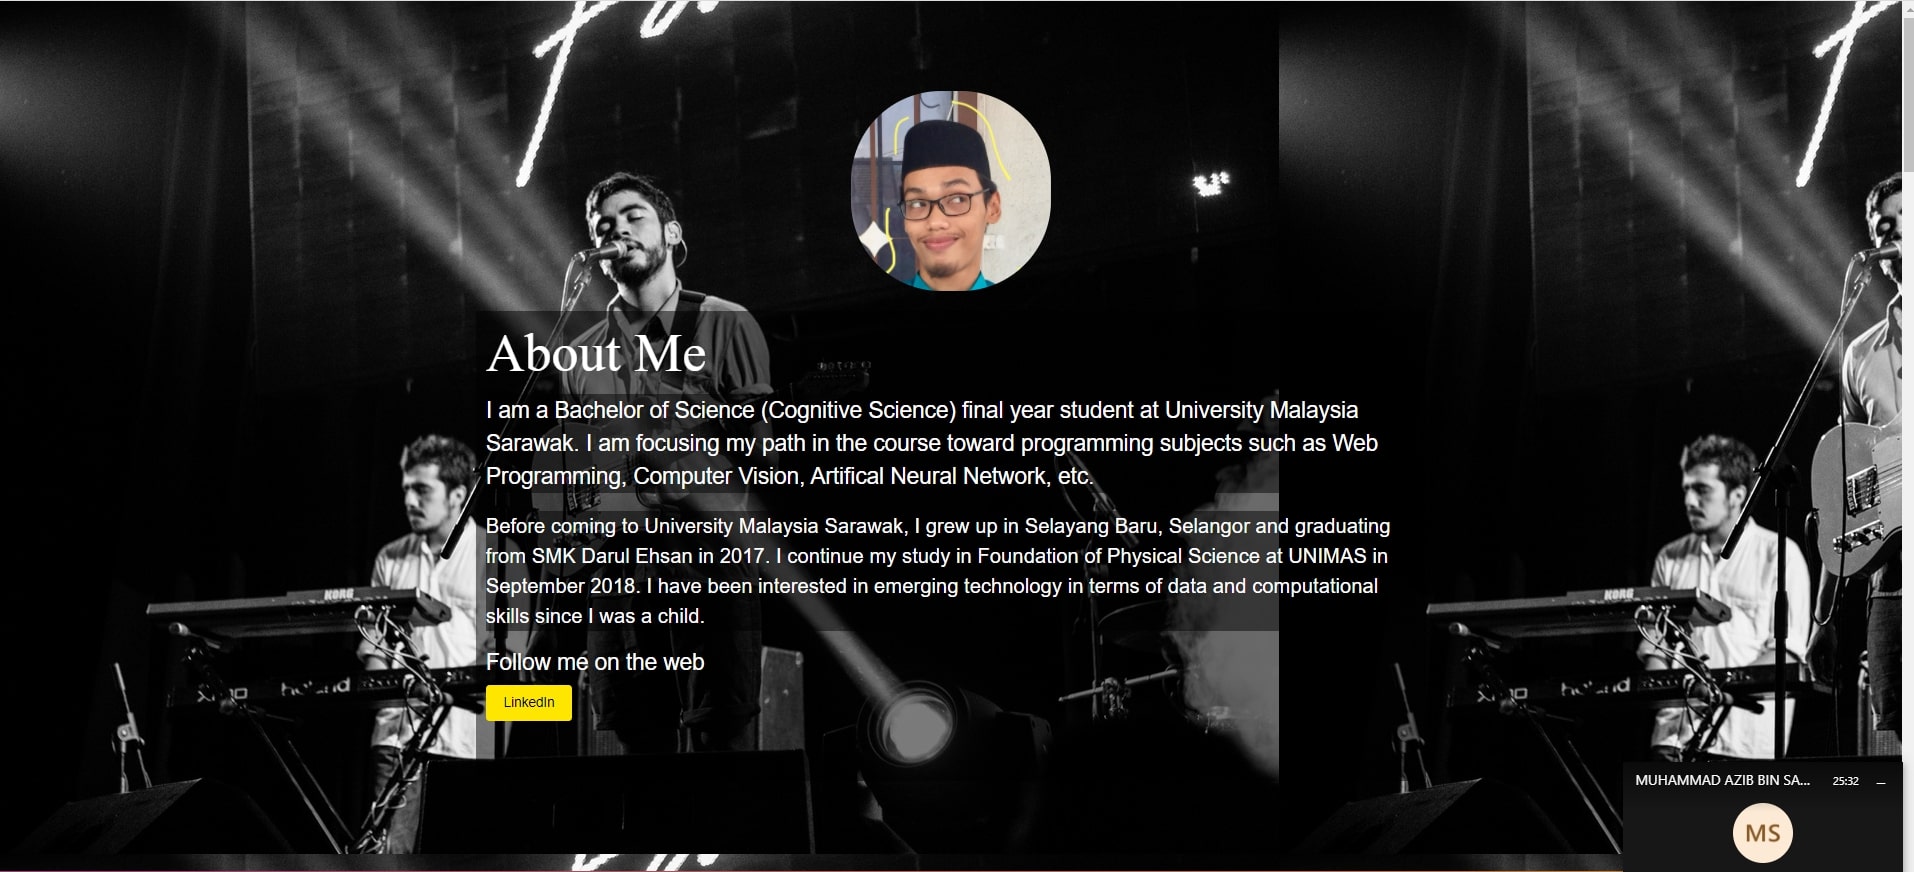 About Me
I am a Bachelor of Science (Cognitive Science) final year student at University Malaysia
Sarawak. I am focusing my path in the course toward programming subjects such as Web
Programming, Computer Vision, Artifical Neural Network, etc.
Before coming to University Malaysia Sarawak, I grew up in Selayang Baru, Selangor and graduating
from SMK Darul Ehsan in 2017. I continue my study in Foundation of Physical Science at UNIMAS in
September 2018. I have been interested in emerging technology in terms of data and computational
skills since I was a child.
KORG
KORG
Follow me on the web
Roland
Roland
LinkedIn
MUHAMMAD AZIB BIN SA... 25:32
MS